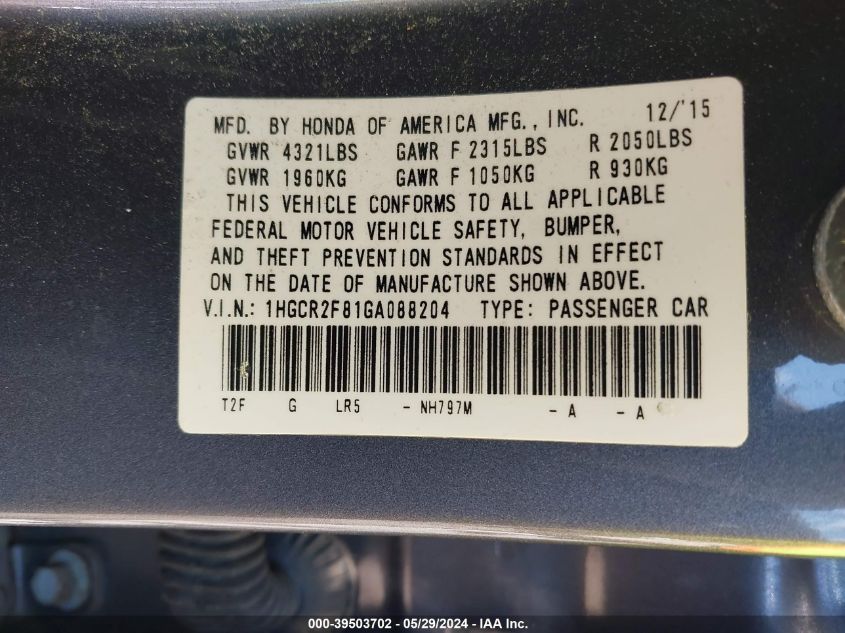 MFD. BY HONDA OF AMERICA MFG., INC. 12/'15
GVWR 4321LBS GAWR F 2315LBS R 2050LBS
GVWR 1960KG GAWR F 1050KG R 930KG
THIS VEHICLE CONFORMS TO ALL APPLICABLE
FEDERAL MOTOR VEHICLE SAFETY, BUMPER,
AND THEFT PREVENTION STANDARDS IN EFFECT
ON THE DATE OF MANUFACTURE SHOWN ABOVE.
V.I.N.: 1HGCR2F81GA088204 TYPE: PASSENGER CAR
T2F G LR5 - NH797M - A - A
000-39503702 - 05/29/2024 - IAA Inc.